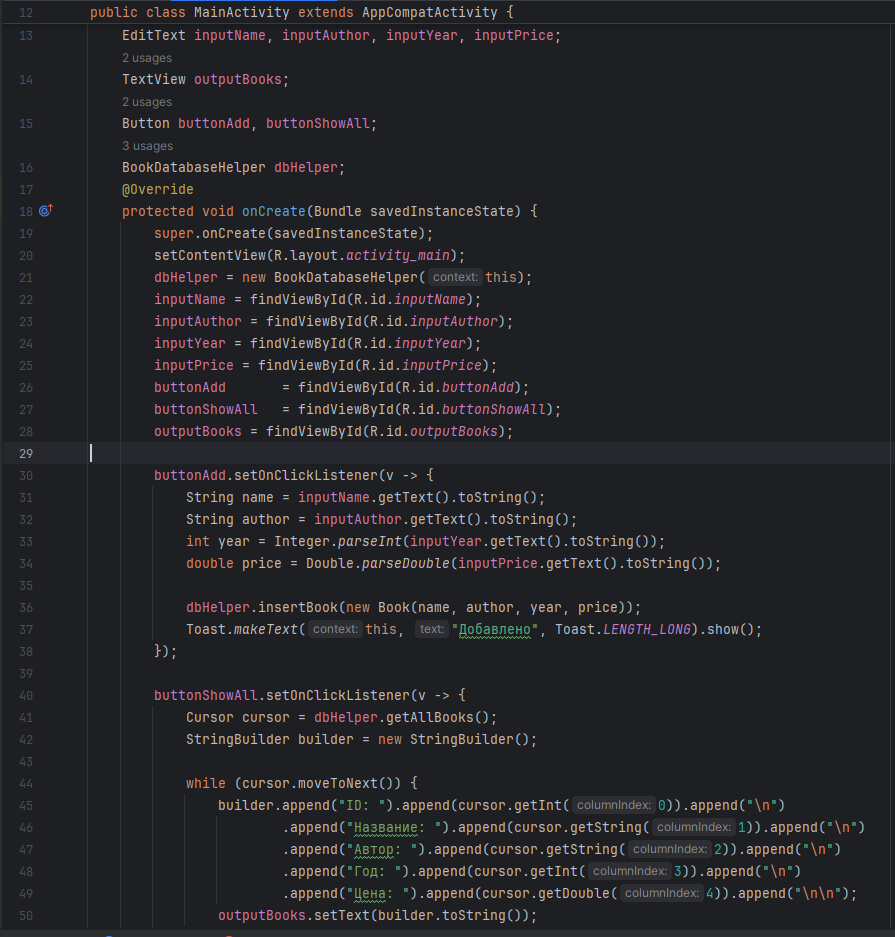 12 public class MainActivity extends AppCompatActivity {
13 EditText inputName, inputAuthor, inputYear, inputPrice;
2 usages
14 TextView outputBooks;
2 usages
15 Button buttonAdd, buttonShowAll;
3 usages
16 BookDatabaseHelper dbHelper;
17 @Override
18 protected void onCreate(Bundle savedInstanceState) {
19 super.onCreate(savedInstanceState);
20 setContentView(R.layout.activity_main);
21 dbHelper = new BookDatabaseHelper( context: this);
22 inputName = findViewById(R.id.inputName);
23 inputAuthor = findViewById(R.id.inputAuthor);
24 inputYear = findViewById(R.id.inputYear);
25 inputPrice = findViewById(R.id.inputPrice);
26 buttonAdd = findViewById(R.id.buttonAdd);
27 buttonShowAll = findViewById(R.id.buttonShowAll);
28 outputBooks = findViewById(R.id.outputBooks);
29
30 buttonAdd.setOnClickListener(v -> {
31 String name = inputName.getText().toString();
32 String author = inputAuthor.getText().toString();
33 int year = Integer.parseInt(inputYear.getText().toString());
34 double price = Double.parseDouble(inputPrice.getText().toString());
35
36 dbHelper.insertBook(new Book(name, author, year, price));
37 Toast.makeText( context: this, text: "Добавлено", Toast.LENGTH_LONG).show();
38 });
39
40 buttonShowAll.setOnClickListener(v -> {
41 Cursor cursor = dbHelper.getAllBooks();
42 StringBuilder builder = new StringBuilder();
43
44 while (cursor.moveToNext()) {
45 builder.append("ID: ").append(cursor.getInt( columnIndex: 0)).append("\n")
46 .append("Название: ").append(cursor.getString( columnIndex: 1)).append("\n")
47 .append("Автор: ").append(cursor.getString( columnIndex: 2)).append("\n")
48 .append("Год: ").append(cursor.getInt( columnIndex: 3)).append("\n")
49 .append("Цена: ").append(cursor.getDouble( columnIndex: 4)).append("\n\n");
50 outputBooks.setText(builder.toString());